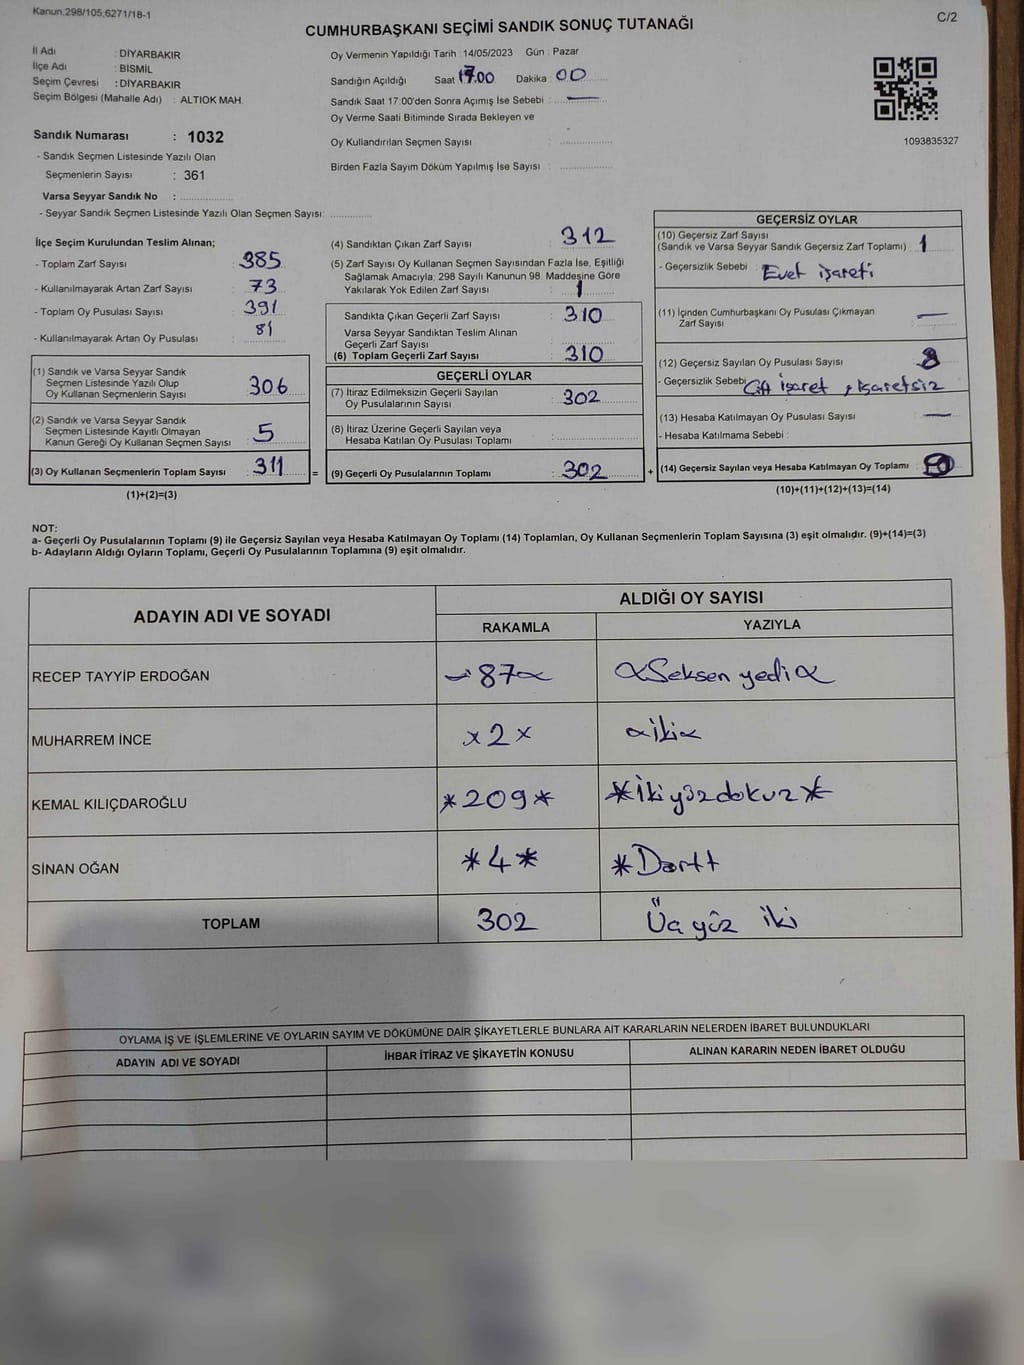 Kanun:298/105;6271/18-1
C/2
CUMHURBAŞKANI SEÇİMİ SANDIK SONUÇ TUTANAĞI
İl Adı : DİYARBAKIR
İlçe Adı : BİSMİL
Seçim Çevresi : DİYARBAKIR
Seçim Bölgesi (Mahalle Adı) : ALTIOK MAH.
Sandık Numarası : 1032
- Sandık Seçmen Listesinde Yazılı Olan
Seçmenlerin Sayısı : 361
Varsa Seyyar Sandık No :
- Seyyar Sandık Seçmen Listesinde Yazılı Olan Seçmen Sayısı:
Oy Vermenin Yapıldığı Tarih : 14/05/2023 Gün : Pazar
Sandığın Açıldığı Saat 17.00 Dakika : 00
Sandık Saat 17:00'den Sonra Açımış İse Sebebi : —
Oy Verme Saati Bitiminde Sırada Bekleyen ve
Oy Kullandırılan Seçmen Sayısı :
Birden Fazla Sayım Döküm Yapılmış İse Sayısı :
1093835327
İlçe Seçim Kurulundan Teslim Alınan;
- Toplam Zarf Sayısı : 385
- Kullanılmayarak Artan Zarf Sayısı : 73
- Toplam Oy Pusulası Sayısı : 391
- Kullanılmayarak Artan Oy Pusulası : 81
(1) Sandık ve Varsa Seyyar Sandık
Seçmen Listesinde Yazılı Olup
Oy Kullanan Seçmenlerin Sayısı : 306
(2) Sandık ve Varsa Seyyar Sandık
Seçmen Listesinde Kayıtlı Olmayan
Kanun Gereği Oy Kullanan Seçmen Sayısı : 5
(3) Oy Kullanan Seçmenlerin Toplam Sayısı : 311 =
(1)+(2)=(3)
(4) Sandıktan Çıkan Zarf Sayısı : 312
(5) Zarf Sayısı Oy Kullanan Seçmen Sayısından Fazla İse, Eşitliği
Sağlamak Amacıyla; 298 Sayılı Kanunun 98. Maddesine Göre
Yakılarak Yok Edilen Zarf Sayısı : 1
Sandıkta Çıkan Geçerli Zarf Sayısı : 310
Varsa Seyyar Sandıktan Teslim Alınan
Geçerli Zarf Sayısı :
(6) Toplam Geçerli Zarf Sayısı : 310
GEÇERLİ OYLAR
(7) İtiraz Edilmeksizin Geçerli Sayılan
Oy Pusulalarının Sayısı : 302
(8) İtiraz Üzerine Geçerli Sayılan veya
Hesaba Katılan Oy Pusulası Toplamı :
(9) Geçerli Oy Pusulalarının Toplamı : 302 +
GEÇERSİZ OYLAR
(10) Geçersiz Zarf Sayısı
(Sandık ve Varsa Seyyar Sandık Geçersiz Zarf Toplamı) : 1
- Geçersizlik Sebebi : Evet işareti
(11) İçinden Cumhurbaşkanı Oy Pusulası Çıkmayan
Zarf Sayısı : —
(12) Geçersiz Sayılan Oy Pusulası Sayısı : 8
- Geçersizlik Sebebi : Çift İşaret , işaretsiz
(13) Hesaba Katılmayan Oy Pusulası Sayısı : —
- Hesaba Katılmama Sebebi :
(14) Geçersiz Sayılan veya Hesaba Katılmayan Oy Toplamı :
(10)+(11)+(12)+(13)=(14)
NOT:
a- Geçerli Oy Pusulalarının Toplamı (9) ile Geçersiz Sayılan veya Hesaba Katılmayan Oy Toplamı (14) Toplamları, Oy Kullanan Seçmenlerin Toplam Sayısına (3) eşit olmalıdır. (9)+(14)=(3)
b- Adayların Aldığı Oyların Toplamı, Geçerli Oy Pusulalarının Toplamına (9) eşit olmalıdır.
ADAYIN ADI VE SOYADI
ALDIĞI OY SAYISI
RAKAMLA YAZIYLA
RECEP TAYYİP ERDOĞAN 87 Seksen yedi
MUHARREM İNCE x 2 x iki
KEMAL KILIÇDAROĞLU *209* *İkiyüzdokuz*
SİNAN OĞAN *4* *Dörtt
TOPLAM 302 Üç yüz iki
OYLAMA İŞ VE İŞLEMLERİNE VE OYLARIN SAYIM VE DÖKÜMÜNE DAİR ŞİKAYETLERLE BUNLARA AİT KARARLARIN NELERDEN İBARET BULUNDUKLARI
ADAYIN ADI VE SOYADI İHBAR İTİRAZ VE ŞİKAYETİN KONUSU ALINAN KARARIN NEDEN İBARET OLDUĞU